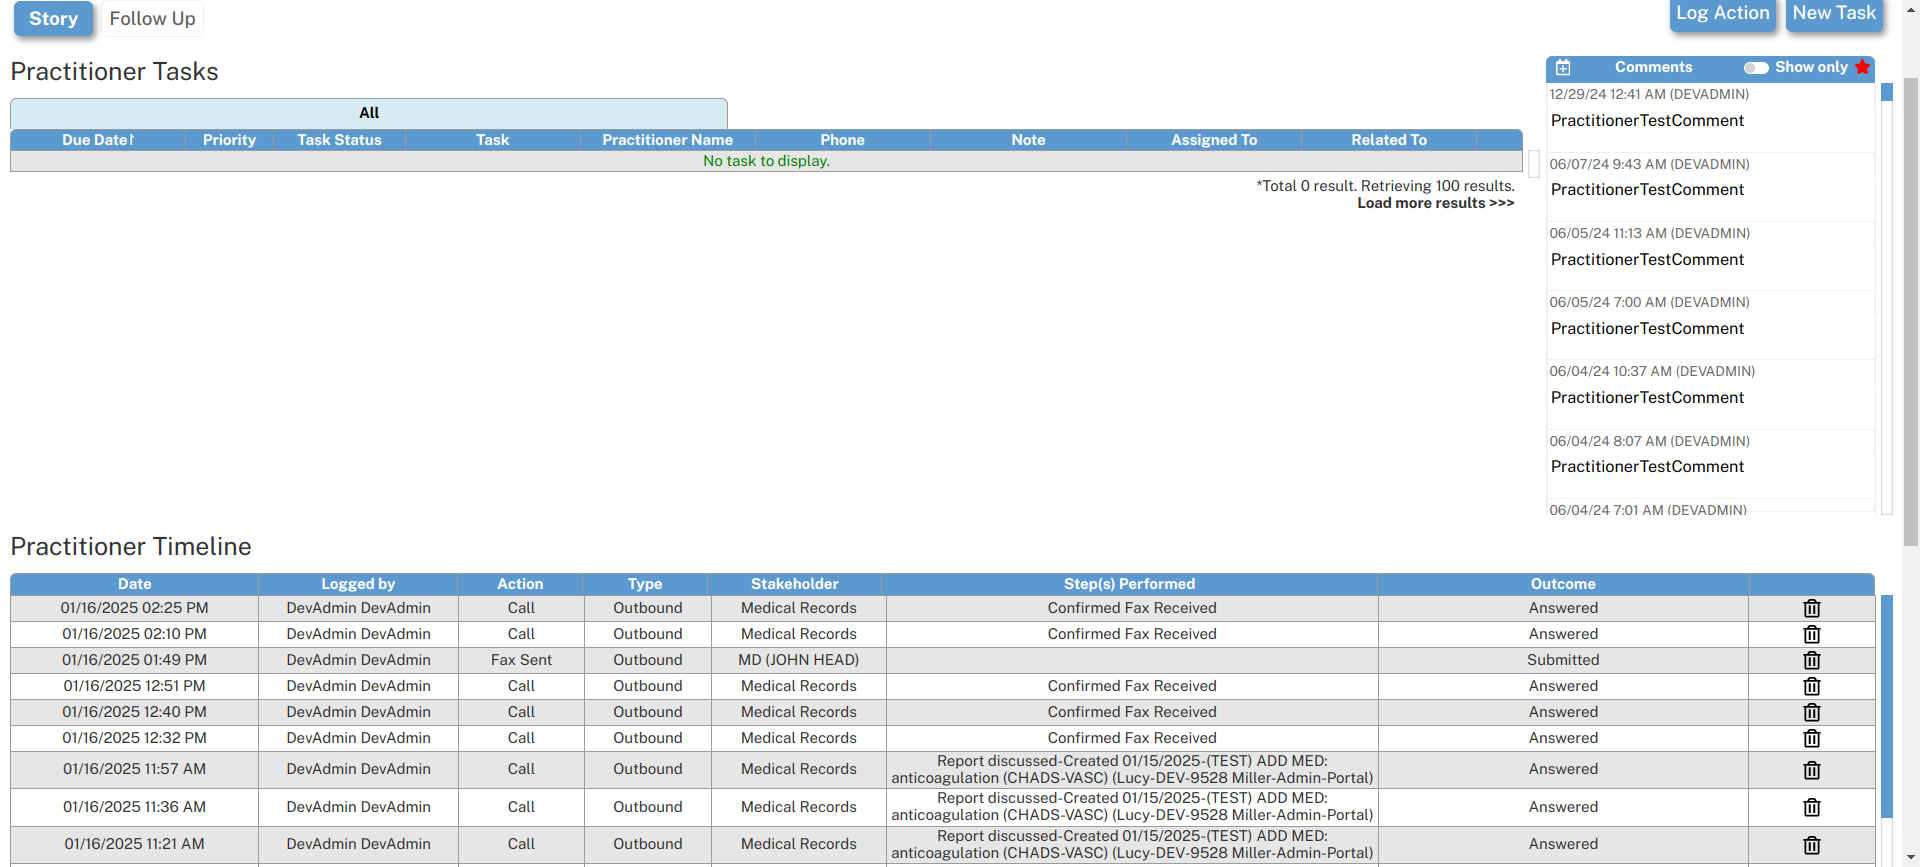 Story
Follow Up
Log Action
New Task
Practitioner Tasks
All
Due Date↑ Priority Task Status Task Practitioner Name Phone Note Assigned To Related To
No task to display.
*Total 0 result. Retrieving 100 results.
Load more results >>>
Comments Show only
12/29/24 12:41 AM (DEVADMIN)
PractitionerTestComment
06/07/24 9:43 AM (DEVADMIN)
PractitionerTestComment
06/05/24 11:13 AM (DEVADMIN)
PractitionerTestComment
06/05/24 7:00 AM (DEVADMIN)
PractitionerTestComment
06/04/24 10:37 AM (DEVADMIN)
PractitionerTestComment
06/04/24 8:07 AM (DEVADMIN)
PractitionerTestComment
06/04/24 7:01 AM (DEVADMIN)
Practitioner Timeline
Date Logged by Action Type Stakeholder Step(s) Performed Outcome
01/16/2025 02:25 PM DevAdmin DevAdmin Call Outbound Medical Records Confirmed Fax Received Answered
01/16/2025 02:10 PM DevAdmin DevAdmin Call Outbound Medical Records Confirmed Fax Received Answered
01/16/2025 01:49 PM DevAdmin DevAdmin Fax Sent Outbound MD (JOHN HEAD) Submitted
01/16/2025 12:51 PM DevAdmin DevAdmin Call Outbound Medical Records Confirmed Fax Received Answered
01/16/2025 12:40 PM DevAdmin DevAdmin Call Outbound Medical Records Confirmed Fax Received Answered
01/16/2025 12:32 PM DevAdmin DevAdmin Call Outbound Medical Records Confirmed Fax Received Answered
01/16/2025 11:57 AM DevAdmin DevAdmin Call Outbound Medical Records Report discussed-Created 01/15/2025-(TEST) ADD MED:
anticoagulation (CHADS-VASC) (Lucy-DEV-9528 Miller-Admin-Portal) Answered
01/16/2025 11:36 AM DevAdmin DevAdmin Call Outbound Medical Records Report discussed-Created 01/15/2025-(TEST) ADD MED:
anticoagulation (CHADS-VASC) (Lucy-DEV-9528 Miller-Admin-Portal) Answered
01/16/2025 11:21 AM DevAdmin DevAdmin Call Outbound Medical Records Report discussed-Created 01/15/2025-(TEST) ADD MED:
anticoagulation (CHADS-VASC) (Lucy-DEV-9528 Miller-Admin-Portal) Answered